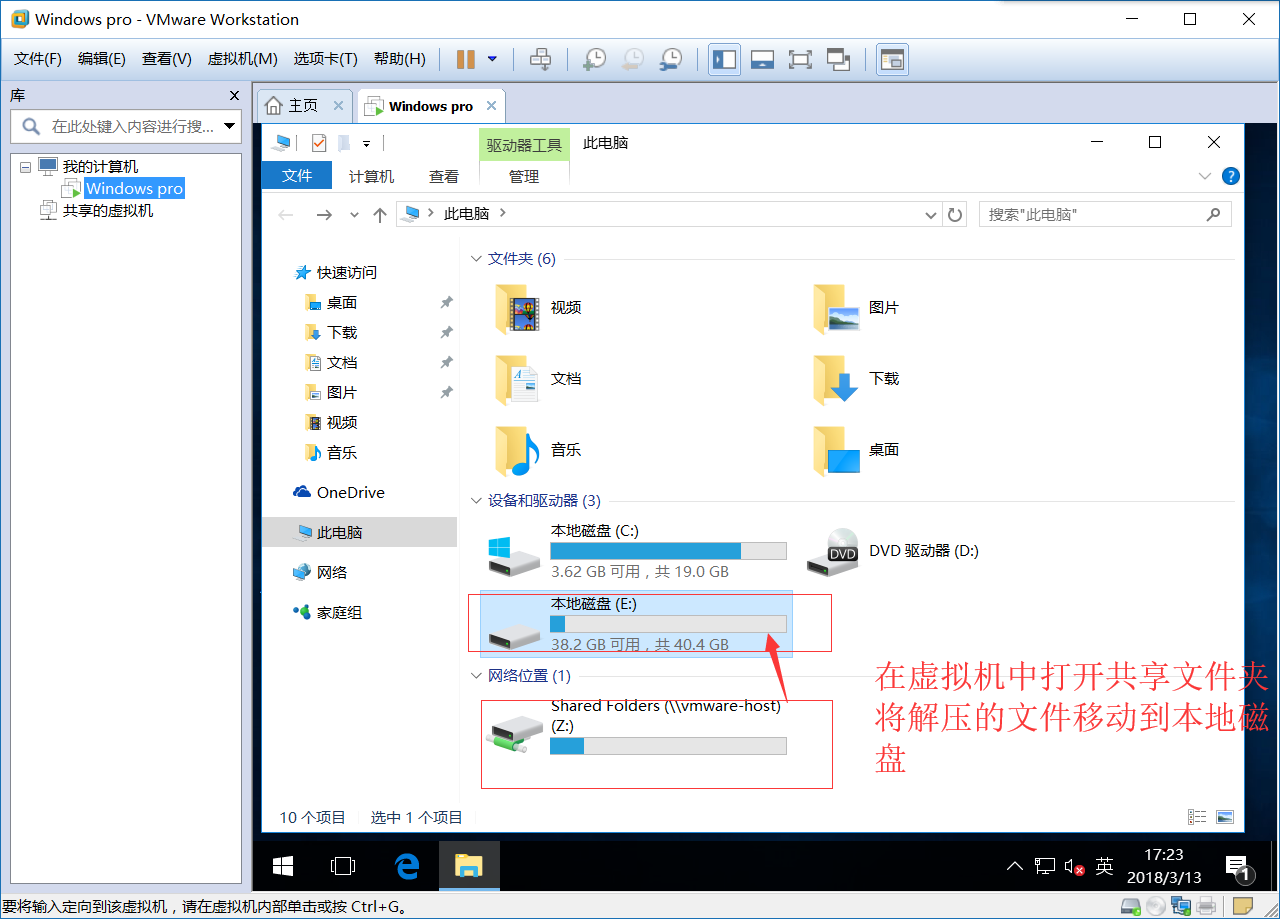 Windows pro - VMware Workstation
文件(F) 编辑(E) 查看(V) 虚拟机(M) 选项卡(T) 帮助(H)
库
在此处键入内容进行搜...
我的计算机
Windows pro
共享的虚拟机
主页
Windows pro
驱动器工具
此电脑
文件
计算机
查看
管理
此电脑
搜索"此电脑"
快速访问
桌面
下载
文档
图片
视频
音乐
OneDrive
此电脑
网络
家庭组
文件夹 (6)
视频
图片
文档
下载
音乐
桌面
设备和驱动器 (3)
本地磁盘 (C:)
3.62 GB 可用，共 19.0 GB
DVD
DVD 驱动器 (D:)
本地磁盘 (E:)
38.2 GB 可用，共 40.4 GB
网络位置 (1)
Shared Folders (\\vmware-host)
(Z:)
在虚拟机中打开共享文件夹
将解压的文件移动到本地磁
盘
10 个项目
选中 1 个项目
英
17:23
2018/3/13
1
要将输入定向到该虚拟机，请在虚拟机内部单击或按 Ctrl+G。